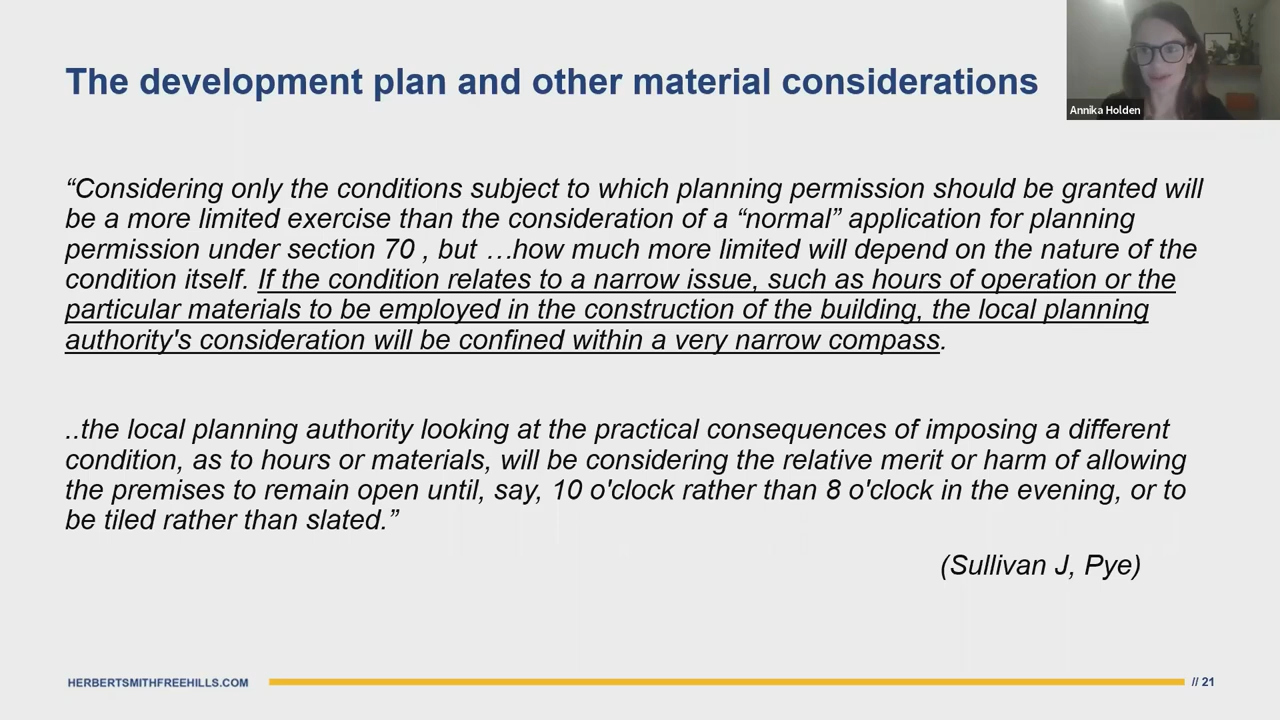 The development plan and other material considerations
Annika Holden
“Considering only the conditions subject to which planning permission should be granted will
be a more limited exercise than the consideration of a “normal” application for planning
permission under section 70 , but …how much more limited will depend on the nature of the
condition itself. If the condition relates to a narrow issue, such as hours of operation or the
particular materials to be employed in the construction of the building, the local planning
authority's consideration will be confined within a very narrow compass.
..the local planning authority looking at the practical consequences of imposing a different
condition, as to hours or materials, will be considering the relative merit or harm of allowing
the premises to remain open until, say, 10 o'clock rather than 8 o'clock in the evening, or to
be tiled rather than slated.”
(Sullivan J, Pye)
HERBERTSMITHFREEHILLS.COM
// 21